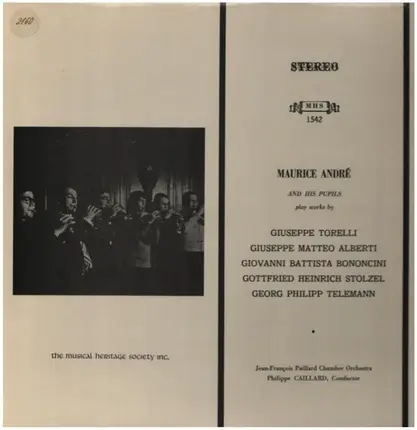 2160
STEREO
MHS
1542
MAURICE ANDRÉ
AND HIS PUPILS
play works by
GIUSEPPE TORELLI
GIUSEPPE MATTEO ALBERTI
GIOVANNI BATTISTA BONONCINI
GOTTFRIED HEINRICH STOLZEL
GEORG PHILIPP TELEMANN
the musical heritage society inc.
Jean-François Paillard Chamber Orchestra
Philippe CAILLARD, Conductor